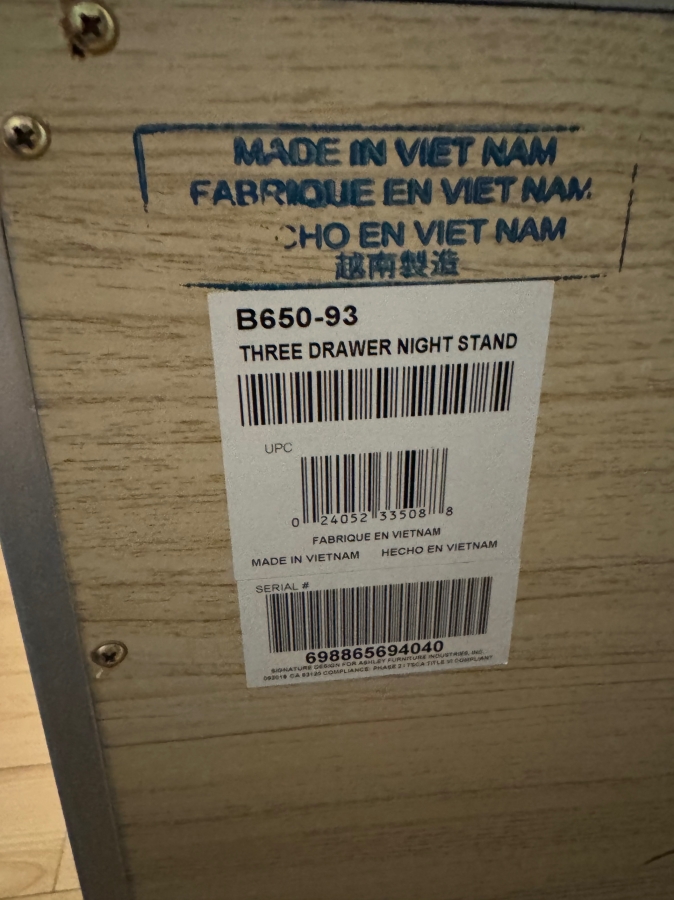 MADE IN VIET NAM
FABRIQUE EN VIET NAM
CHO EN VIET NAM
越南製造
B650-93
THREE DRAWER NIGHT STAND
UPC
0 24052 33508 8
FABRIQUE EN VIETNAM
MADE IN VIETNAM HECHO EN VIETNAM
SERIAL #
698865694040
SIGNATURE DESIGN FOR ASHLEY FURNITURE INDUSTRIES, INC.
092018 CA 93120 COMPLIANCE: PHASE 2 / TSCA TITLE VI COMPLIANT